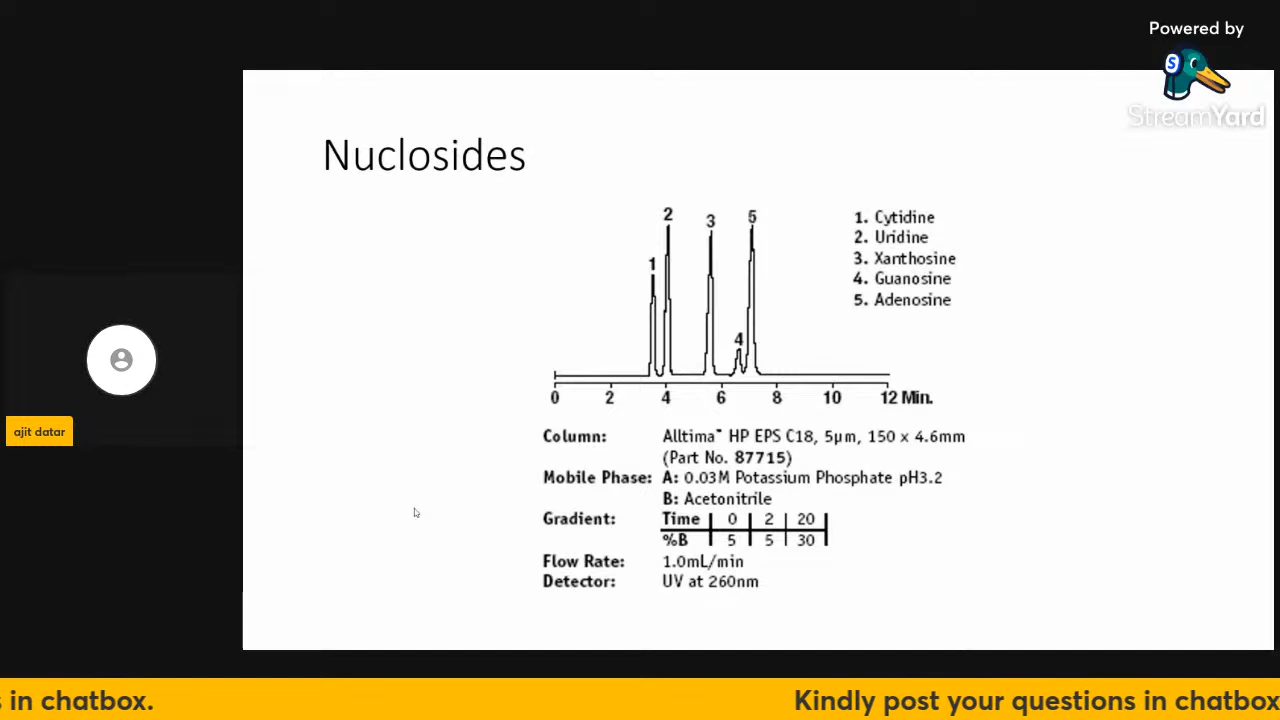 Powered by
S
StreamYard
Nuclosides
1 2 3 4 5
1. Cytidine
2. Uridine
3. Xanthosine
4. Guanosine
5. Adenosine
0 2 4 6 8 10 12 Min.
ajit datar
Column: Alltima™ HP EPS C18, 5µm, 150 x 4.6mm
(Part No. 87715)
Mobile Phase: A: 0.03M Potassium Phosphate pH3.2
B: Acetonitrile
Gradient: Time 0 2 20
%B 5 5 30
Flow Rate: 1.0mL/min
Detector: UV at 260nm
s in chatbox. Kindly post your questions in chatbox